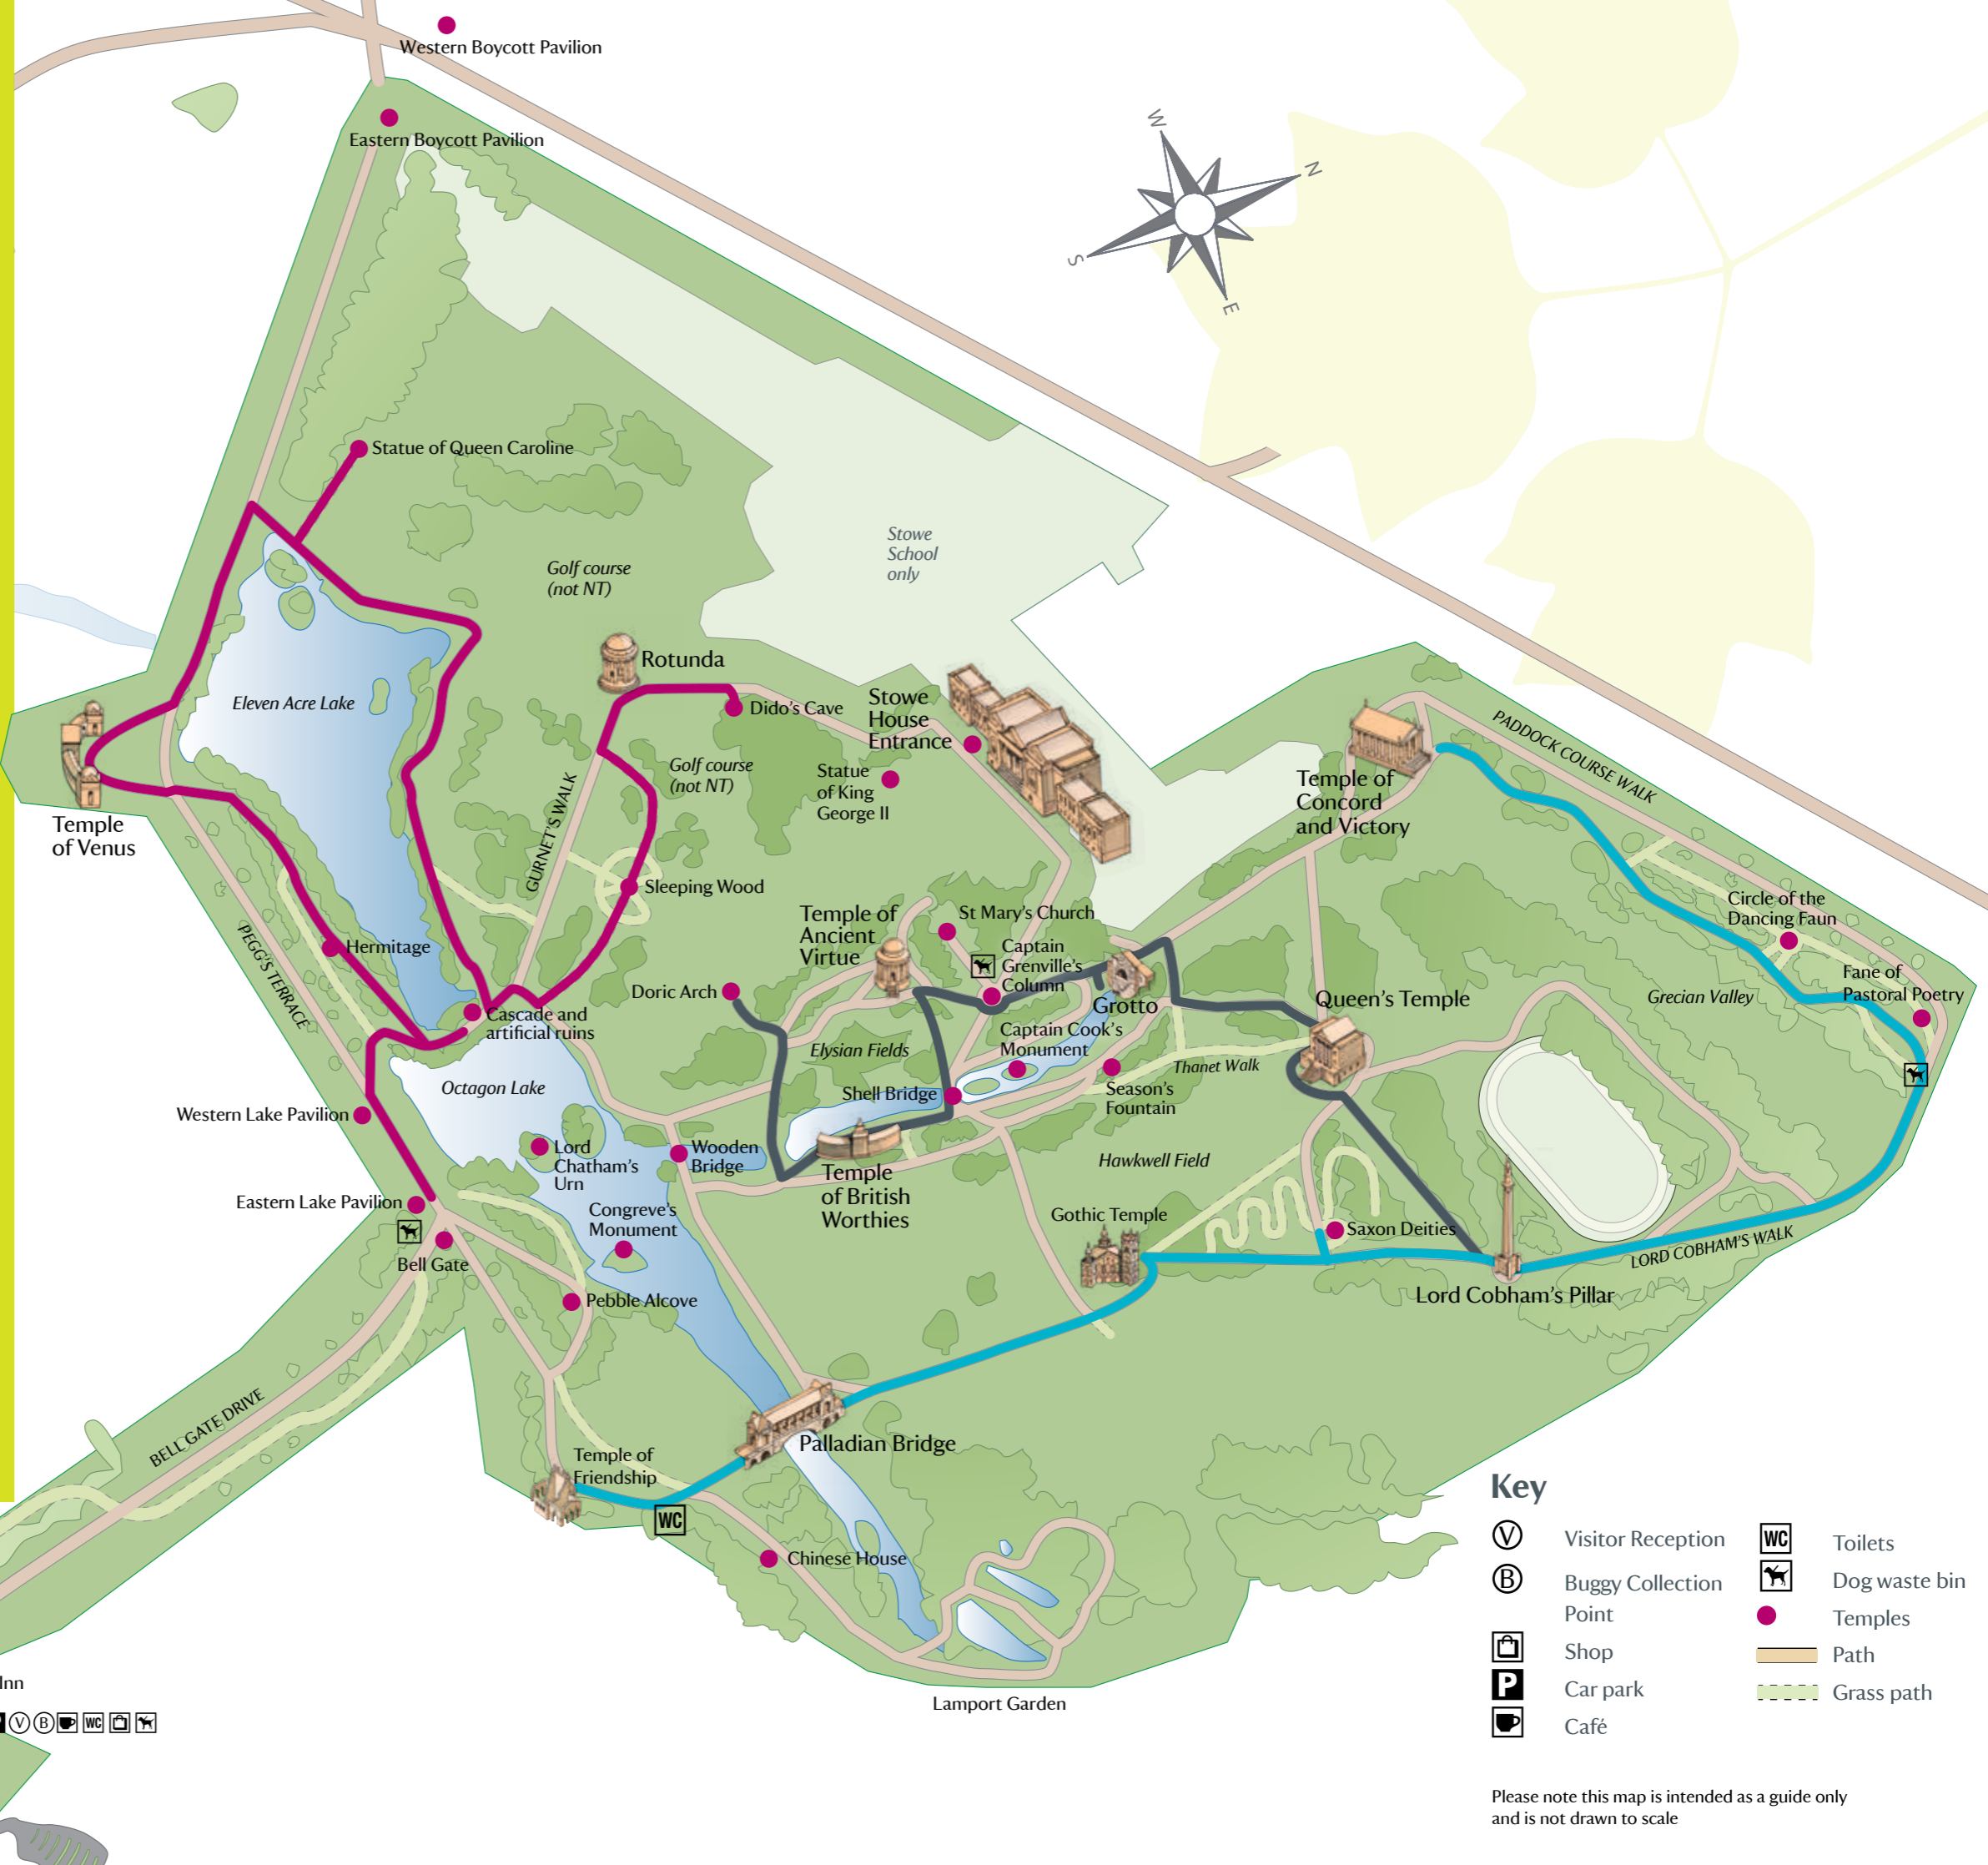 Western Boycott Pavilion
Eastern Boycott Pavilion
W
N
S
E
Statue of Queen Caroline
Stowe
School
only
Golf course
(not NT)
Rotunda
Eleven Acre Lake
Dido's Cave
Stowe
House
Entrance
Golf course
(not NT)
Statue
of King
George II
Temple of
Concord
and Victory
PADDOCK COURSE WALK
Temple
of Venus
GURNET'S WALK
Sleeping Wood
Temple of
Ancient
Virtue
St Mary's Church
Captain
Grenville's
Column
Circle of the
Dancing Faun
Hermitage
PEGG'S TERRACE
Doric Arch
Grotto
Queen's Temple
Grecian Valley
Fane of
Pastoral Poetry
Cascade and
artificial ruins
Elysian Fields
Captain Cook's
Monument
Thanet Walk
Octagon Lake
Shell Bridge
Season's
Fountain
Western Lake Pavilion
Lord
Chatham's
Urn
Wooden
Bridge
Hawkwell Field
Temple
of British
Worthies
Eastern Lake Pavilion
Congreve's
Monument
Gothic Temple
Saxon Deities
LORD COBHAM'S WALK
Bell Gate
Lord Cobham's Pillar
Pebble Alcove
BELL GATE DRIVE
Palladian Bridge
Temple of
Friendship
WC
Chinese House
Lamport Garden
Inn
V B WC
Key
V Visitor Reception
B Buggy Collection
Point
Shop
P Car park
Café
WC Toilets
Dog waste bin
Temples
Path
Grass path
Please note this map is intended as a guide only
and is not drawn to scale